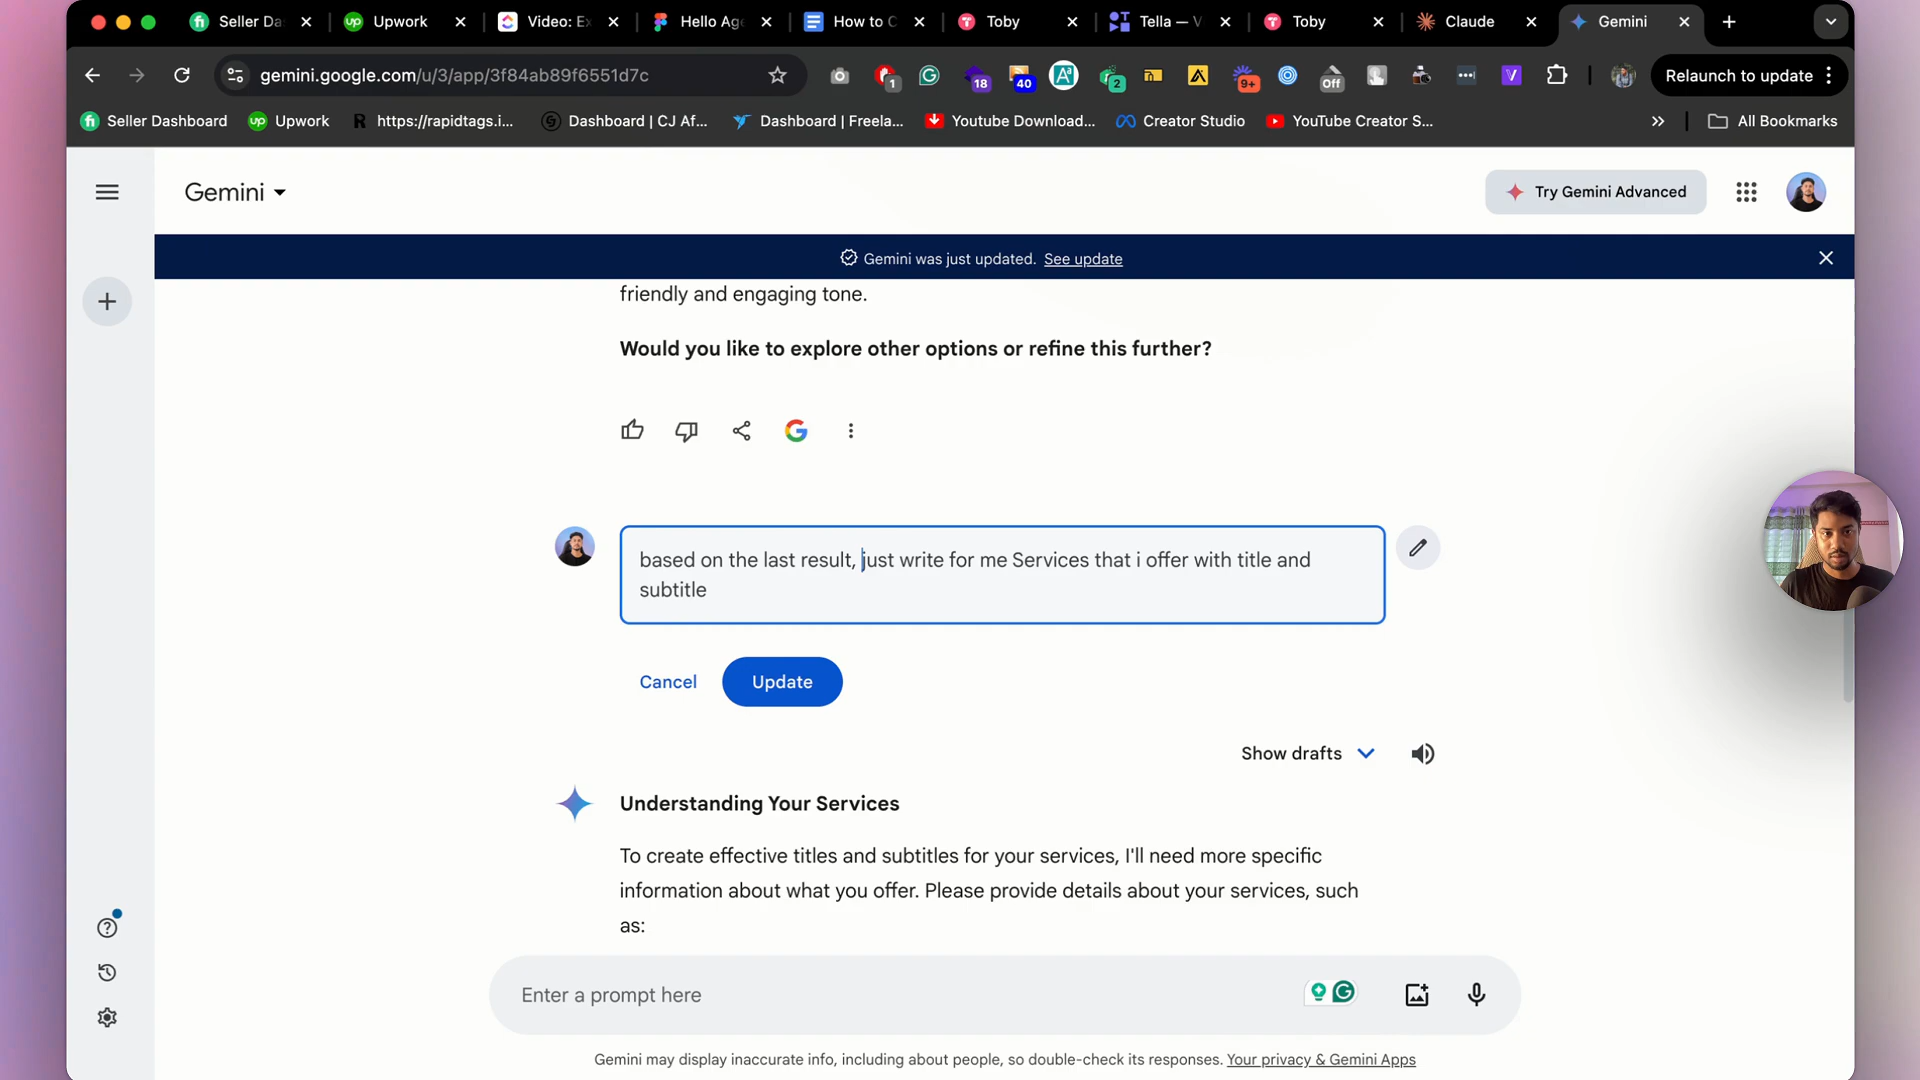 Seller Da
Upwork
Video: E
Hello Age
How to C
Toby
Tella — V
Toby
Claude
Gemini
gemini.google.com/u/3/app/3f84ab89f6551d7c
1
18
40
2
9+
Off
Relaunch to update
Seller Dashboard
Upwork
https://rapidtags.i...
Dashboard | CJ Af...
Dashboard | Freela...
Youtube Download...
Creator Studio
YouTube Creator S...
All Bookmarks
Gemini
Try Gemini Advanced
Gemini was just updated. See update
friendly and engaging tone.
Would you like to explore other options or refine this further?
based on the last result, just write for me Services that i offer with title and
subtitle
Cancel
Update
Show drafts
Understanding Your Services
To create effective titles and subtitles for your services, I'll need more specific
information about what you offer. Please provide details about your services, such
as:
Enter a prompt here
Gemini may display inaccurate info, including about people, so double-check its responses. Your privacy & Gemini Apps